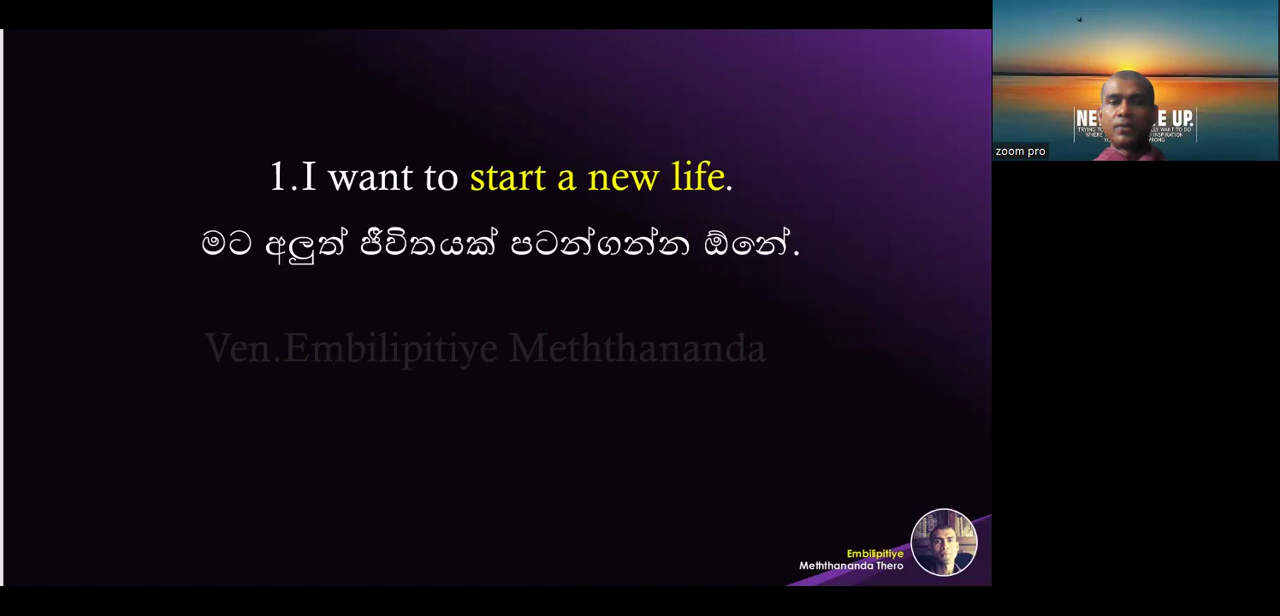 1.I want to start a new life.
මට අලුත් ජීවිතයක් පටන්ගන්න ඕනේ.
Ven.Embilipitiye Meththananda
Embilipitiye
Meththananda Thero
zoom pro
UP.